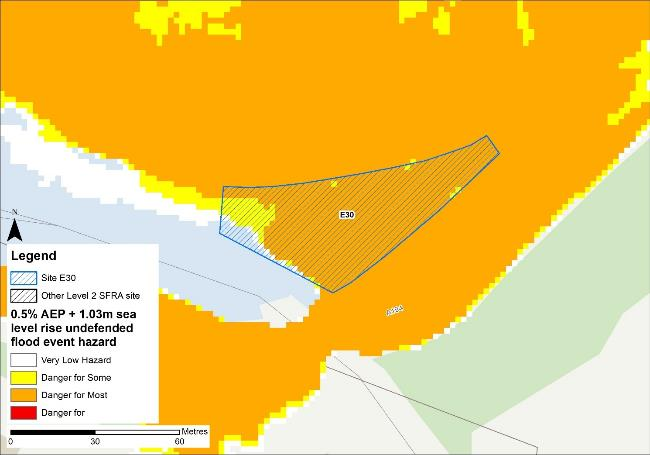 E30
A184
N
Legend
Site E30
Other Level 2 SFRA site
0.5% AEP + 1.03m sea
level rise undefended
flood event hazard
Very Low Hazard
Danger for Some
Danger for Most
Danger for
Metres
0 30 60